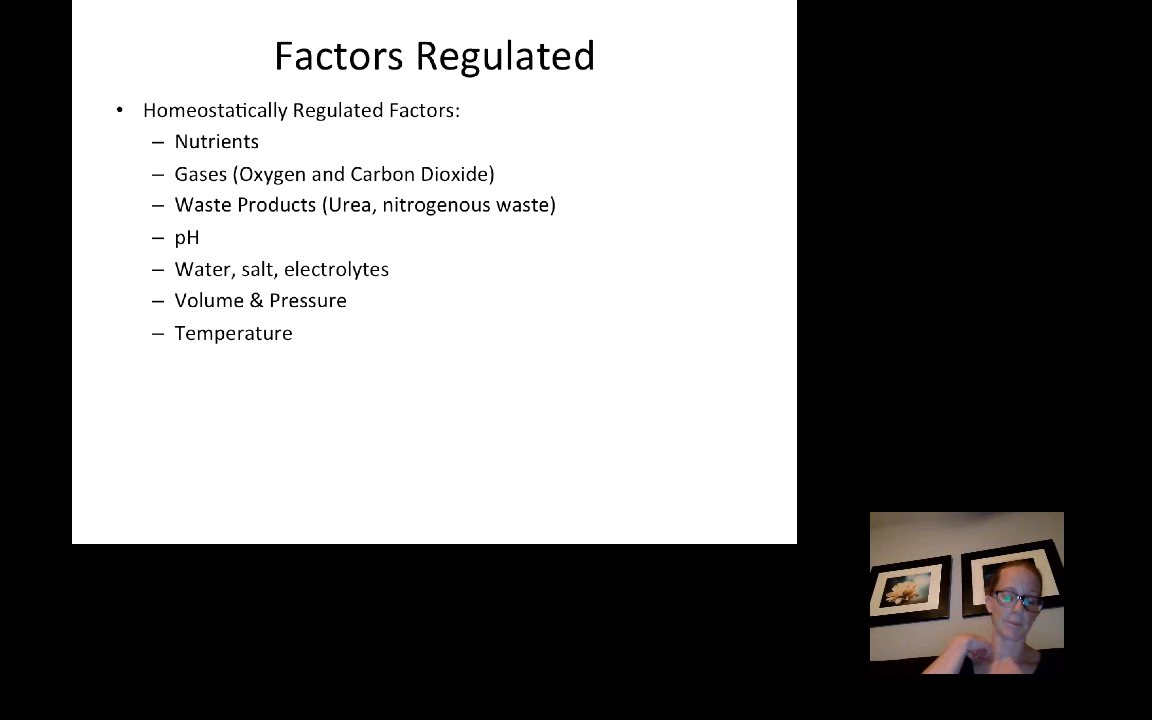 Factors Regulated
• Homeostatically Regulated Factors:
– Nutrients
– Gases (Oxygen and Carbon Dioxide)
– Waste Products (Urea, nitrogenous waste)
– pH
– Water, salt, electrolytes
– Volume & Pressure
– Temperature